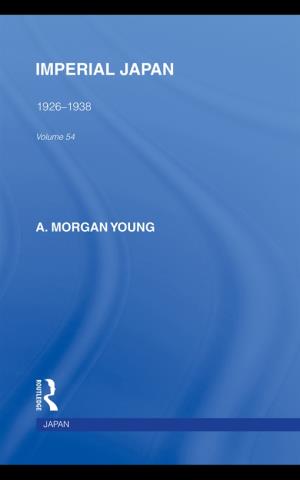 IMPERIAL JAPAN
1926–1938
Volume 54
A. MORGAN YOUNG
ROUTLEDGE
JAPAN